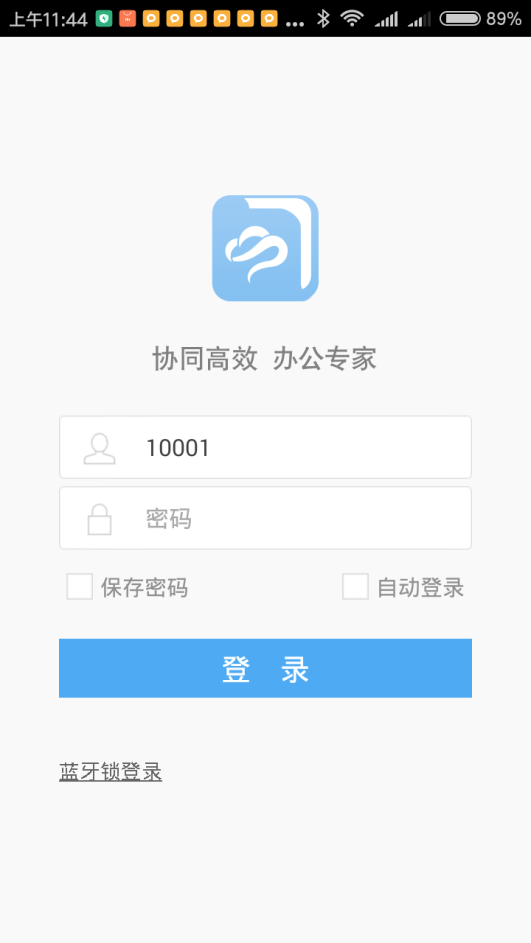 上午11:44 ... 89%
协同高效 办公专家
10001
密码
保存密码 自动登录
登 录
蓝牙锁登录